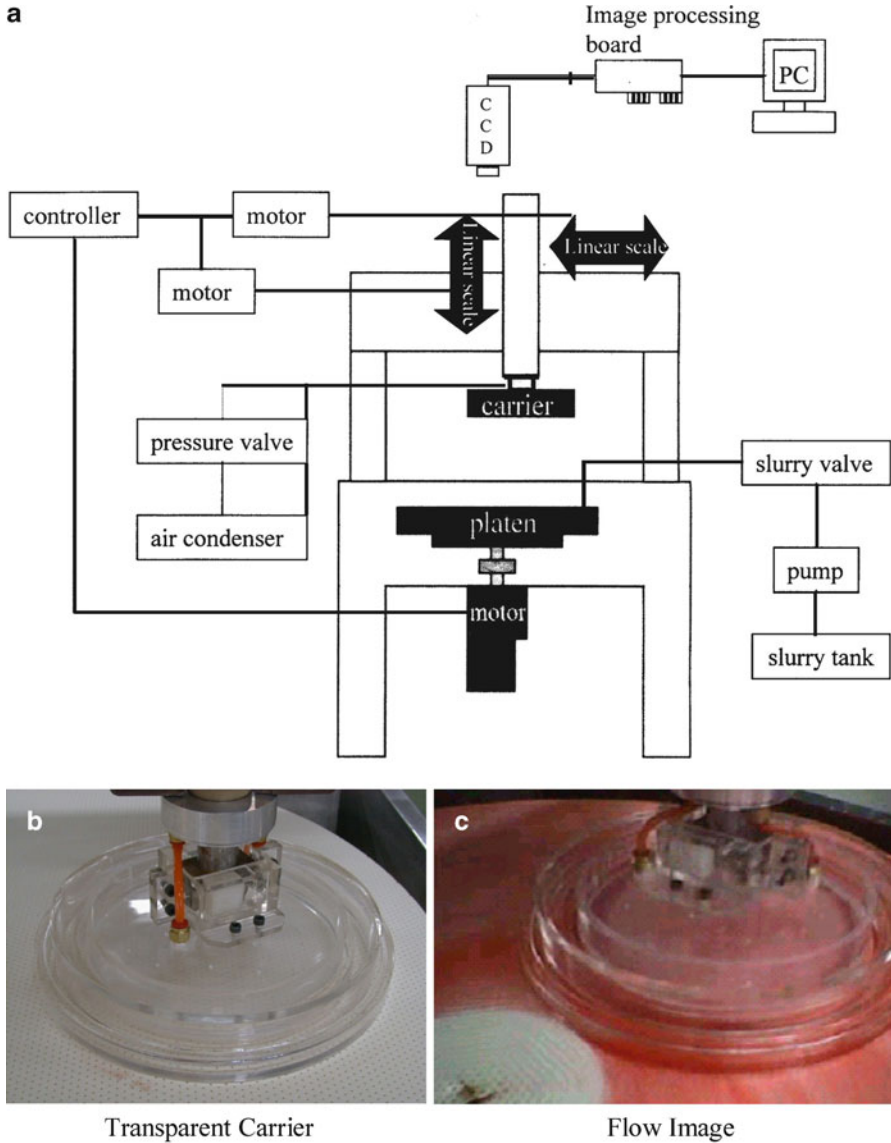 a
Image processing
board
PC
C
C
D
controller
motor
Linear scale
Linear scale
motor
carrier
pressure valve
slurry valve
air condenser
platen
pump
motor
slurry tank
b
c
Transparent Carrier
Flow Image